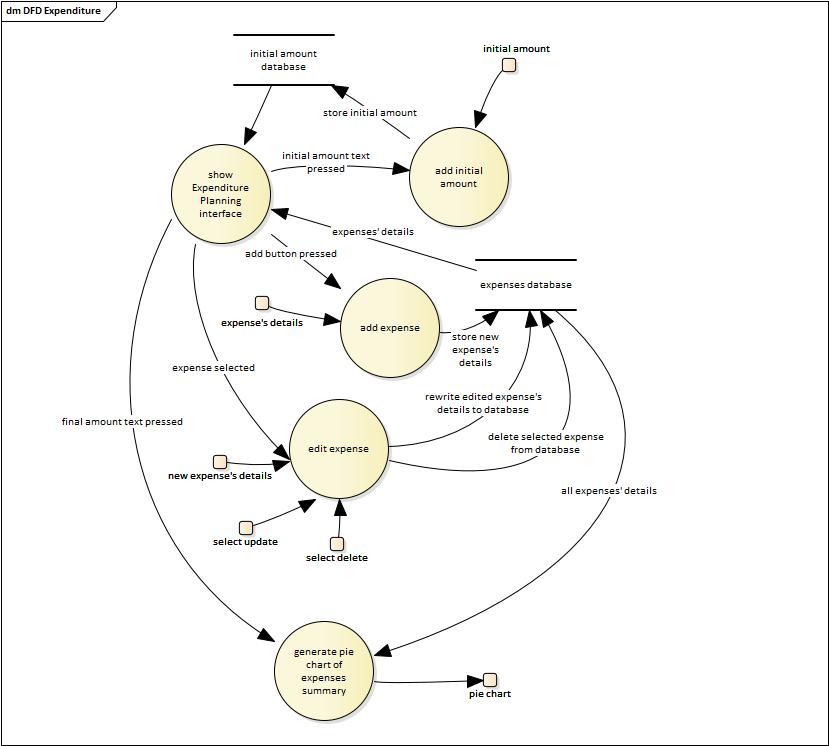 dm DFD Expenditure
initial amount
database
initial amount
store initial amount
initial amount text
pressed
show
Expenditure
Planning
interface
add initial
amount
expenses' details
add button pressed
expenses database
expense's details
add expense
store new
expense's
details
expense selected
rewrite edited expense's
details to database
final amount text pressed
edit expense
delete selected expense
from database
new expense's details
all expenses' details
select update
select delete
generate pie
chart of
expenses
summary
pie chart